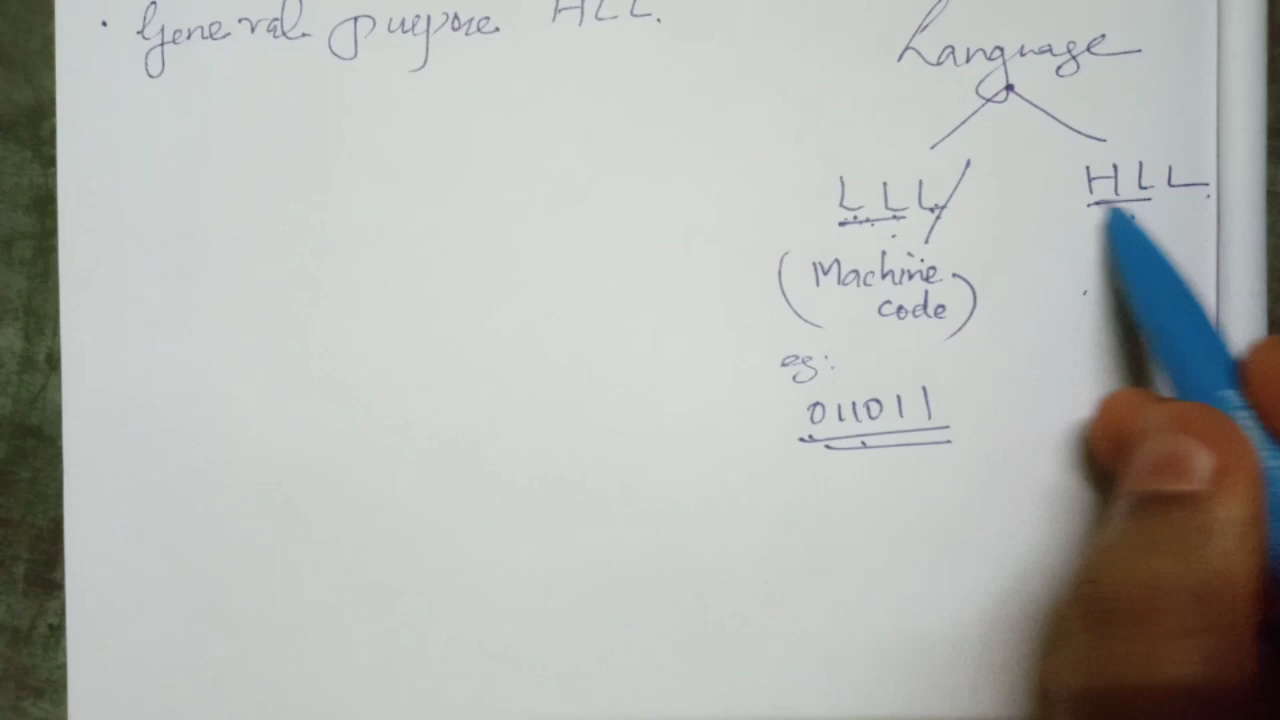 · General purpose HLL.
Language
LLL HLL.
(Machine code)
eg:
011011